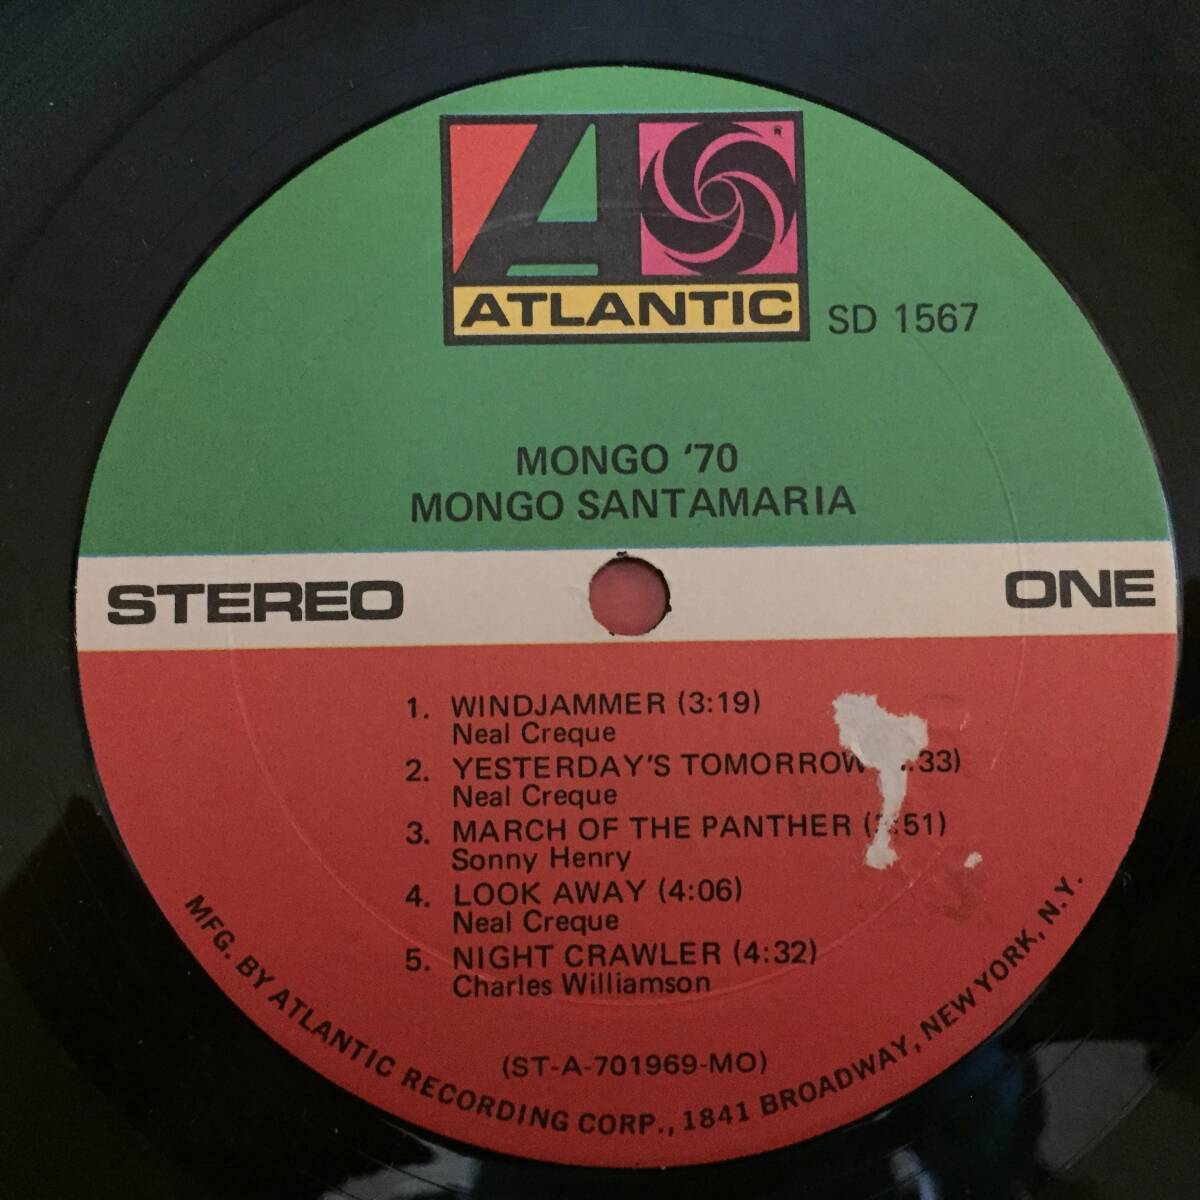 ATLANTIC
SD 1567
MONGO '70
MONGO SANTAMARIA
STEREO
ONE
1. WINDJAMMER (3:19)
Neal Creque
2. YESTERDAY'S TOMORROW :33)
Neal Creque
3. MARCH OF THE PANTHER ( :51)
Sonny Henry
4. LOOK AWAY (4:06)
Neal Creque
5. NIGHT CRAWLER (4:32)
Charles Williamson
(ST-A-701969-MO)
MFG. BY ATLANTIC RECORDING CORP., 1841 BROADWAY, NEW YORK, N.Y.